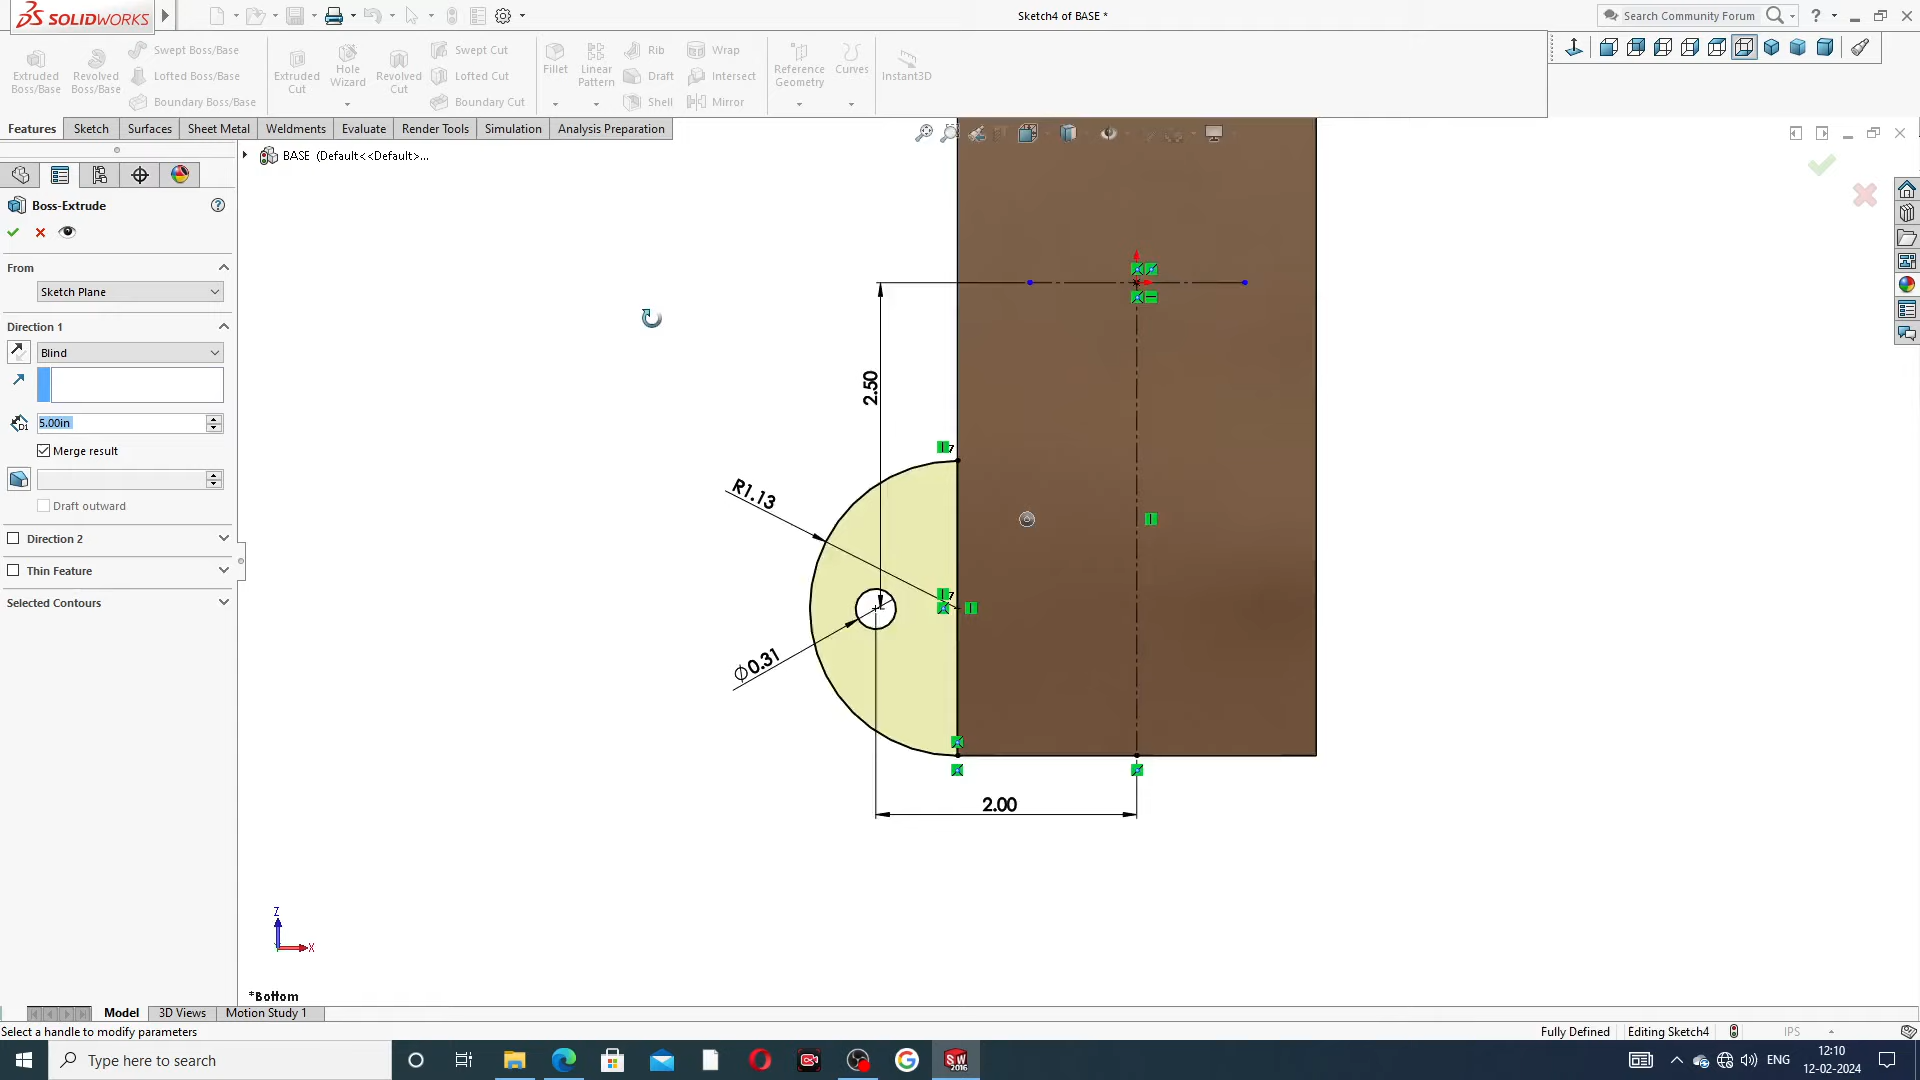 SOLIDWORKS
Sketch4 of BASE *
Search Community Forum
Extruded Boss/Base
Revolved Boss/Base
Swept Boss/Base
Lofted Boss/Base
Boundary Boss/Base
Extruded Cut
Hole Wizard
Revolved Cut
Swept Cut
Lofted Cut
Boundary Cut
Fillet
Linear Pattern
Rib
Draft
Shell
Wrap
Intersect
Mirror
Reference Geometry
Curves
Instant3D
Features
Sketch
Surfaces
Sheet Metal
Weldments
Evaluate
Render Tools
Simulation
Analysis Preparation
BASE (Default<<Default>...
Boss-Extrude
From
Sketch Plane
Direction 1
Blind
D1
5.00in
Merge result
Draft outward
Direction 2
Thin Feature
Selected Contours
2.50
7
R1.13
7
Φ0.31
2.00
Z
X
*Bottom
Model
3D Views
Motion Study 1
Select a handle to modify parameters
Fully Defined
Editing Sketch4
IPS
Type here to search
SW
2016
ENG
12:10
12-02-2024